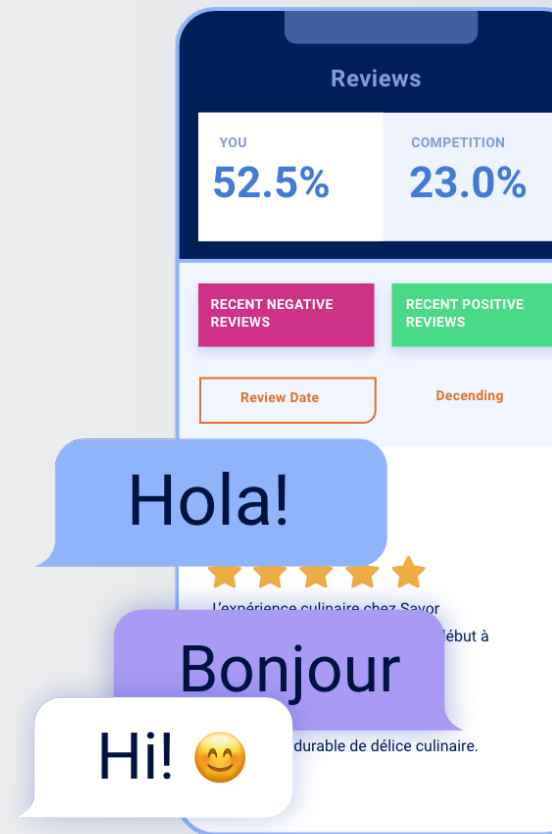 Reviews
YOU
52.5%
COMPETITION
23.0%
RECENT NEGATIVE
REVIEWS
RECENT POSITIVE
REVIEWS
Review Date
Decending
Hola!
L'expérience culinaire chez Savor
début à
Bonjour
durable de délice culinaire.
Hi! 😊